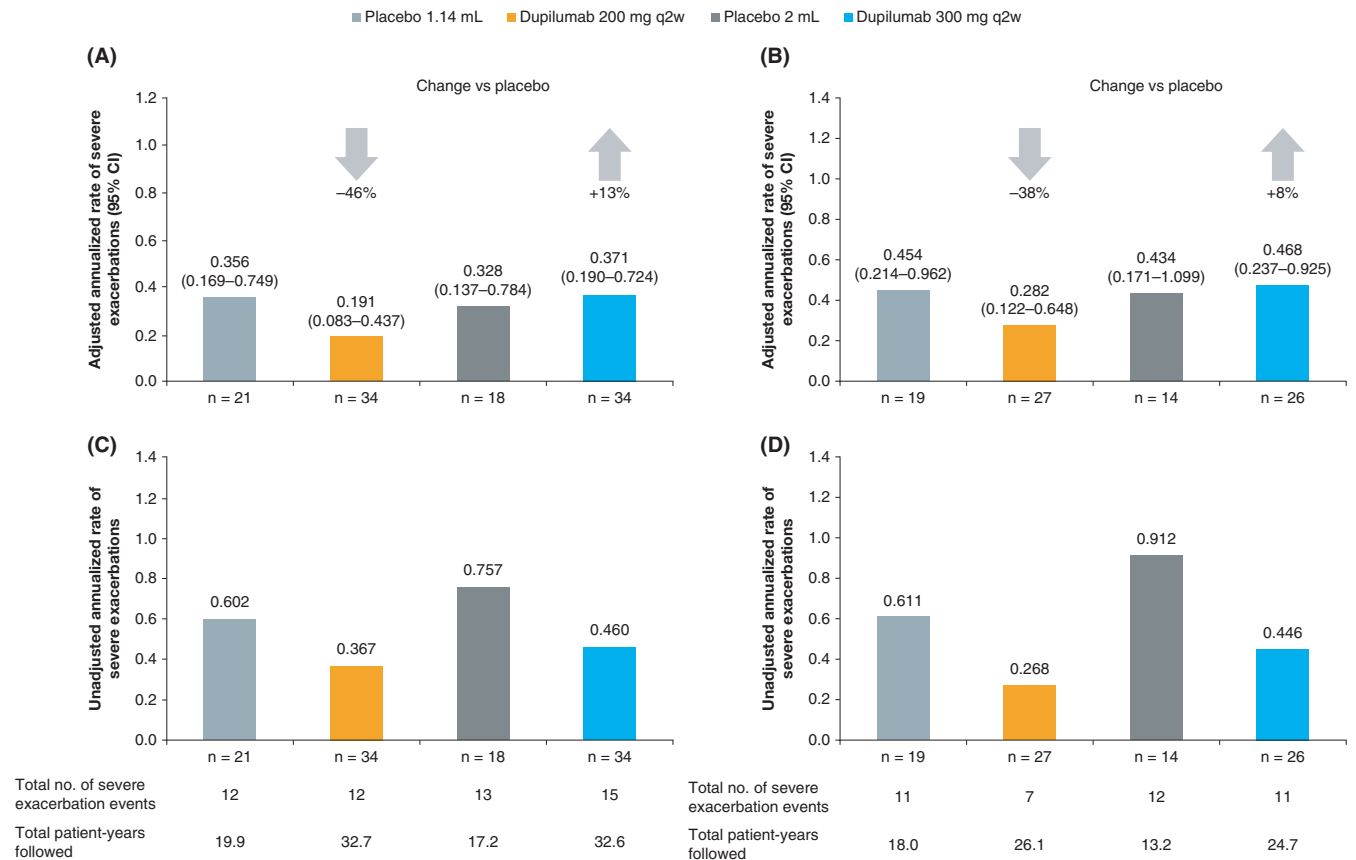 Placebo 1.14 mL Dupilumab 200 mg q2w Placebo 2 mL Dupilumab 300 mg q2w
(A)
Change vs placebo
Adjusted annualized rate of severe
exacerbations (95% CI)
1.2
1.0
0.8
0.6
0.4
0.2
0.0
–46%
+13%
0.356
(0.169–0.749)
0.191
(0.083–0.437)
0.328
(0.137–0.784)
0.371
(0.190–0.724)
n = 21 n = 34 n = 18 n = 34
(B)
Change vs placebo
Adjusted annualized rate of severe
exacerbations (95% CI)
1.4
1.2
1.0
0.8
0.6
0.4
0.2
0.0
–38%
+8%
0.454
(0.214–0.962)
0.282
(0.122–0.648)
0.434
(0.171–1.099)
0.468
(0.237–0.925)
n = 19 n = 27 n = 14 n = 26
(C)
Unadjusted annualized rate of
severe exacerbations
1.4
1.2
1.0
0.8
0.6
0.4
0.2
0.0
0.602
0.367
0.757
0.460
n = 21 n = 34 n = 18 n = 34
Total no. of severe
exacerbation events
12 12 13 15
Total patient-years
followed
19.9 32.7 17.2 32.6
(D)
Unadjusted annualized rate of
severe exacerbations
1.4
1.2
1.0
0.8
0.6
0.4
0.2
0.0
0.611
0.268
0.912
0.446
n = 19 n = 27 n = 14 n = 26
Total no. of severe
exacerbation events
11 7 12 11
Total patient-years
followed
18.0 26.1 13.2 24.7